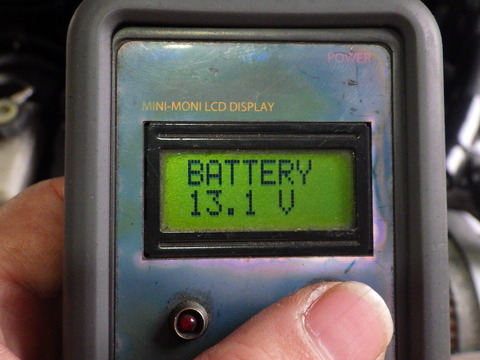 POWER
MINI-MONI LCD DISPLAY
BATTERY
13.1 V